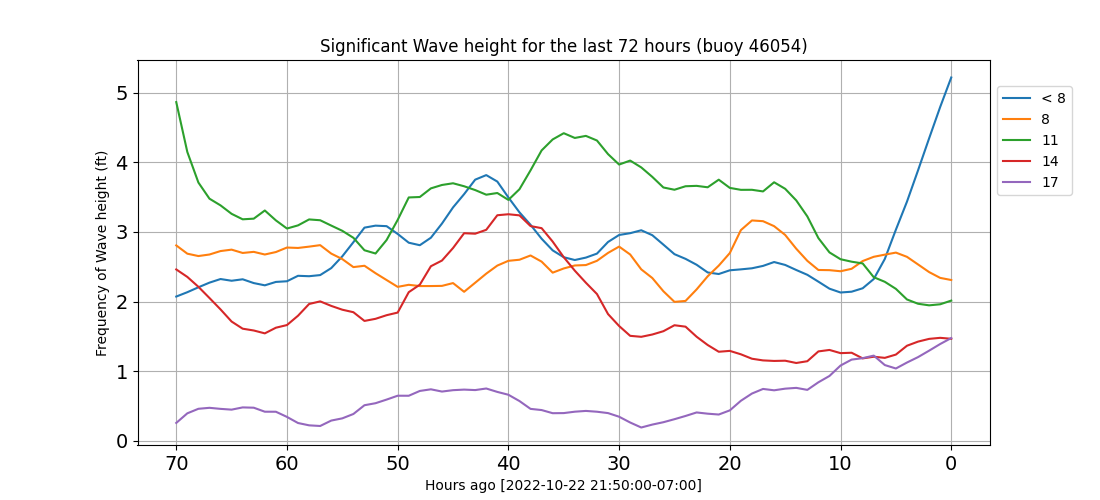 Significant Wave height for the last 72 hours (buoy 46054)
Frequency of Wave height (ft)
5
4
3
2
1
0
70 60 50 40 30 20 10 0
Hours ago [2022-10-22 21:50:00-07:00]
< 8
8
11
14
17